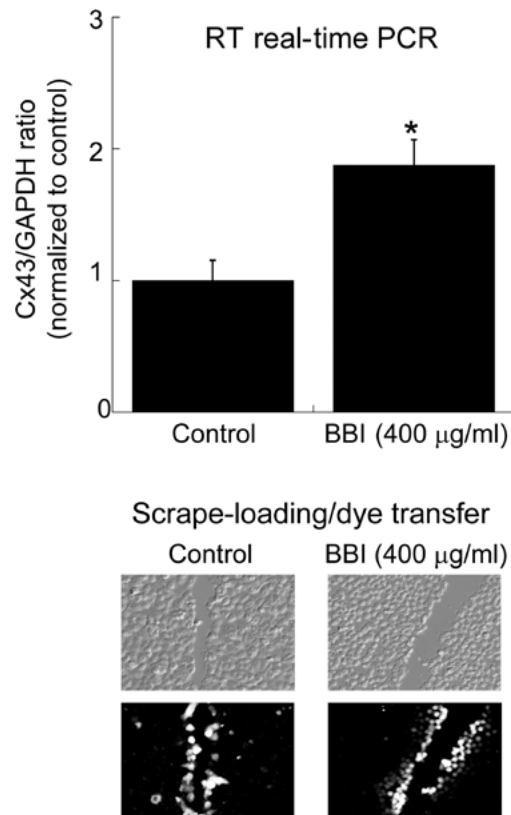 RT real-time PCR
Cx43/GAPDH ratio
(normalized to control)
3
2
1
0
*
Control BBI (400 μg/ml)
Scrape-loading/dye transfer
Control BBI (400 μg/ml)